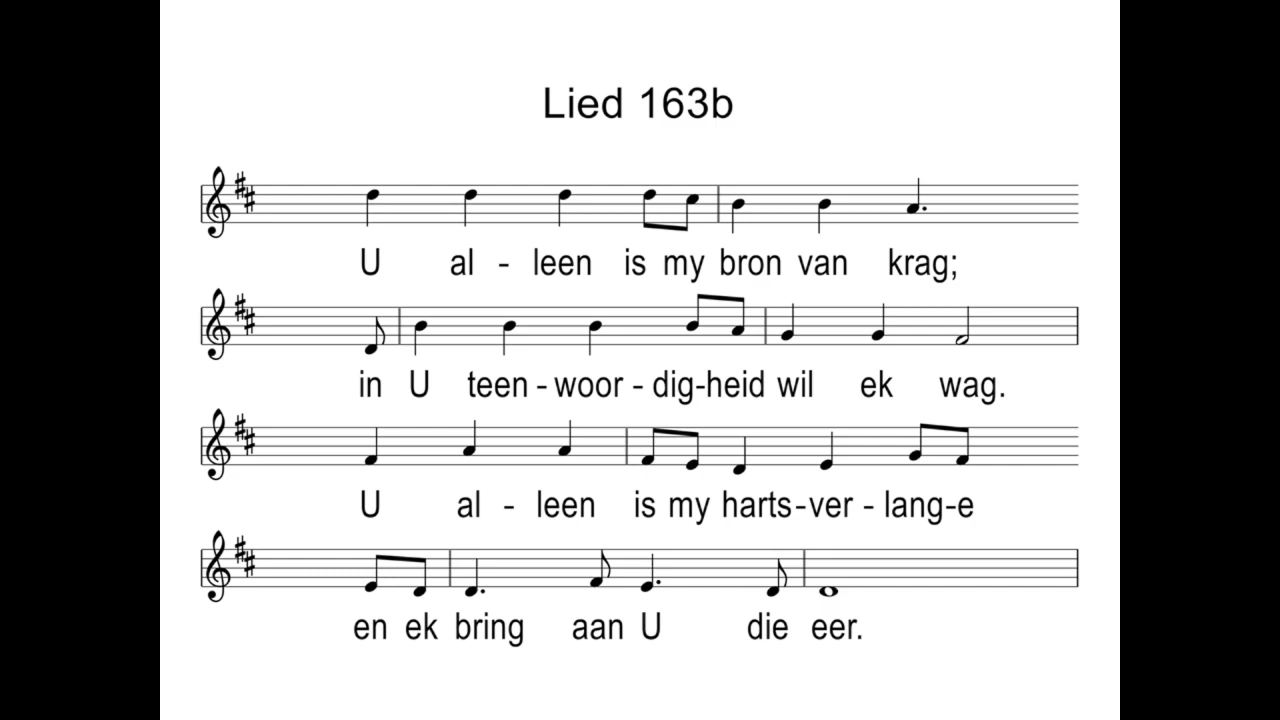 Lied 163b
U al - leen is my bron van krag;
in U teen - woor - dig-heid wil ek wag.
U al - leen is my harts-ver - lang-e
en ek bring aan U die eer.